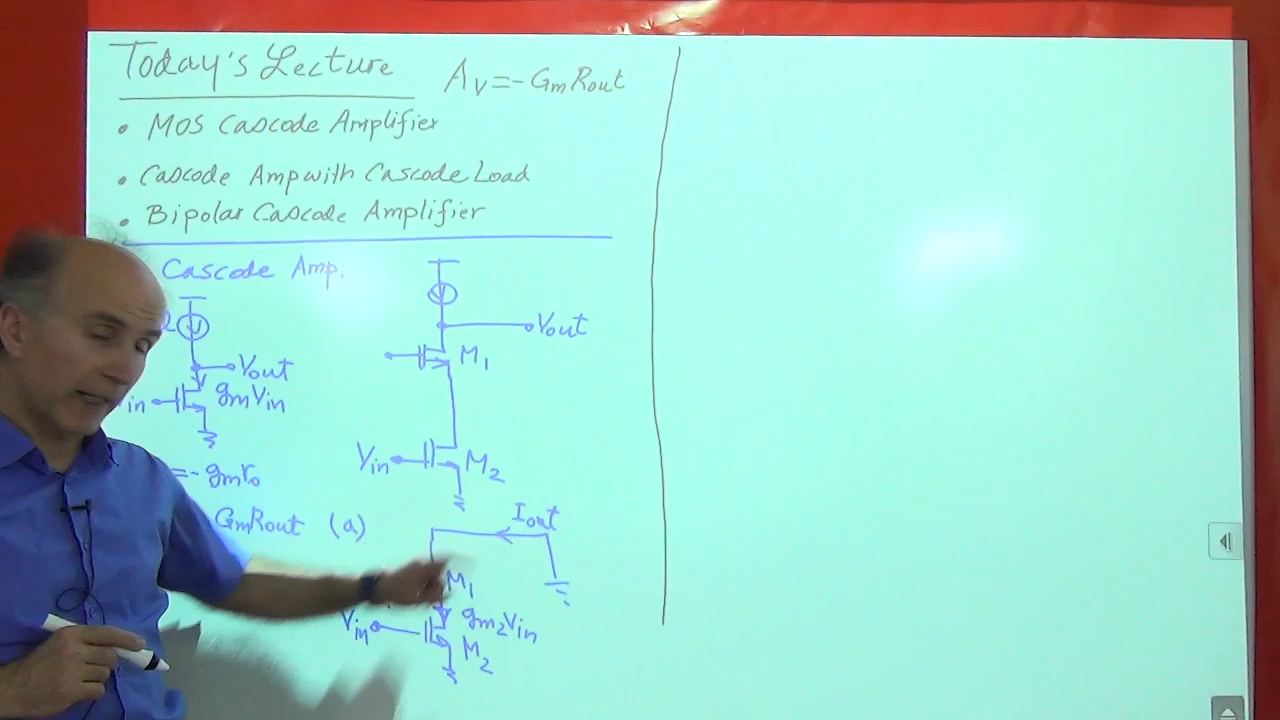 Today's Lecture
Av = - GmRout
• MOS Cascode Amplifier
• Cascode Amp with Cascode Load
• Bipolar Cascode Amplifier
Cascode Amp.
Vout
gmVin
in
= - gmro
GmRout (a)
Vout
M1
Vin
M2
Iout
M1
gm2Vin
Vin
M2